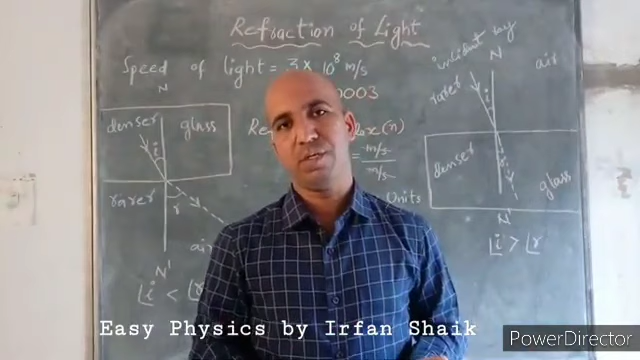 Refraction of Light
Speed of light = 3 × 10⁸ m/s
N
denser glass
i
rarer
r
air
N'
∠i < ∠r
0003
Re
x(n)
= m/s
m/s
Units
incident ray
N
air
rarer
i
denser
r
glass
N'
∠i > ∠r
Easy Physics by Irfan Shaik
PowerDirector